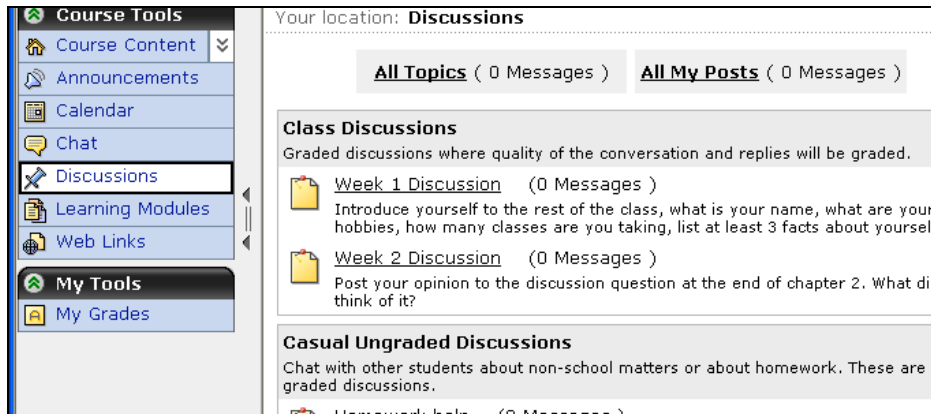 Course Tools
Course Content
Announcements
Calendar
Chat
Discussions
Learning Modules
Web Links
My Tools
My Grades
Your location: Discussions
All Topics ( 0 Messages ) All My Posts ( 0 Messages )
Class Discussions
Graded discussions where quality of the conversation and replies will be graded.
Week 1 Discussion (0 Messages )
Introduce yourself to the rest of the class, what is your name, what are your
hobbies, how many classes are you taking, list at least 3 facts about yoursel
Week 2 Discussion (0 Messages )
Post your opinion to the discussion question at the end of chapter 2. What di
think of it?
Casual Ungraded Discussions
Chat with other students about non-school matters or about homework. These are
graded discussions.
Homework help (0 Messages )